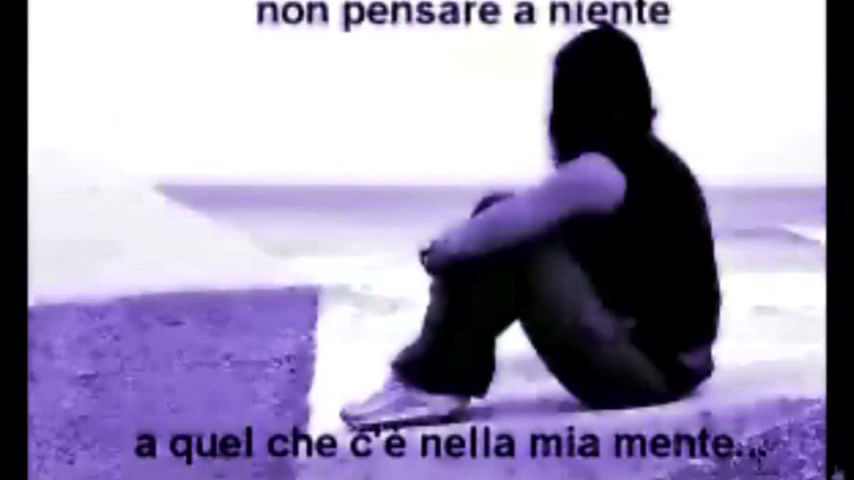 non pensare a niente
a quel che c'è nella mia mente...